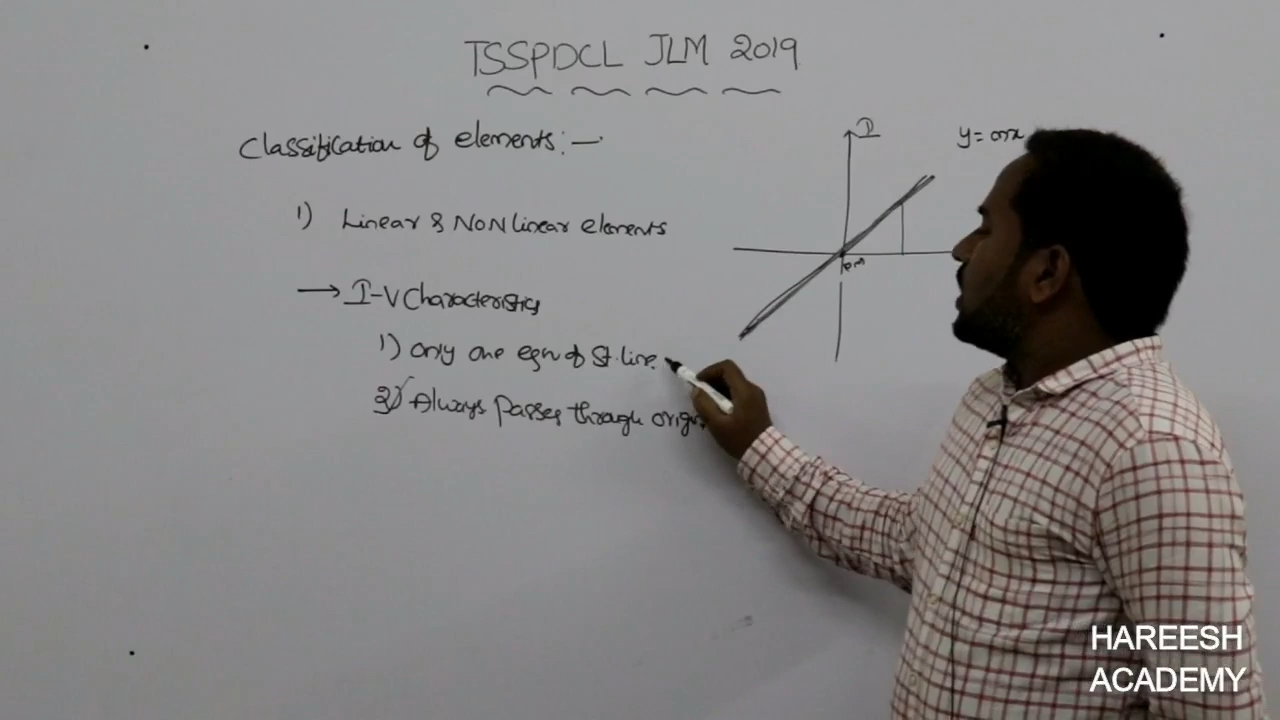 TSSPDCL JLM 2019
Classification of elements:-
1) Linear & NON linear elements
→ I-V Characteristics
1) only one eqn of St. line.
2) Always passes through origin
I
y = mx
HAREESH
ACADEMY